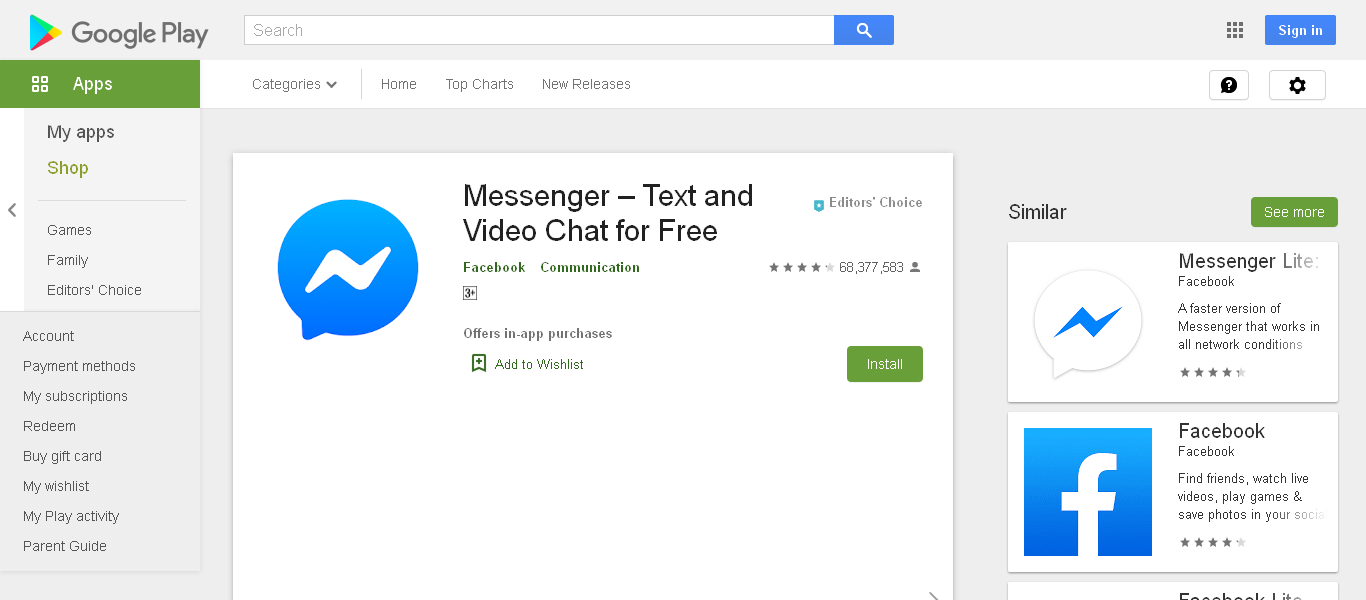 Google Play
Search
Sign in
Apps
Categories
Home
Top Charts
New Releases
My apps
Shop
Games
Family
Editors' Choice
Account
Payment methods
My subscriptions
Redeem
Buy gift card
My wishlist
My Play activity
Parent Guide
Messenger – Text and
Video Chat for Free
Editors' Choice
Facebook Communication
68,377,583
3+
Offers in-app purchases
Add to Wishlist
Install
Similar
See more
Messenger Lite:
Facebook
A faster version of
Messenger that works in
all network conditions
Facebook
Facebook
Find friends, watch live
videos, play games &
save photos in your social
Facebook Lite